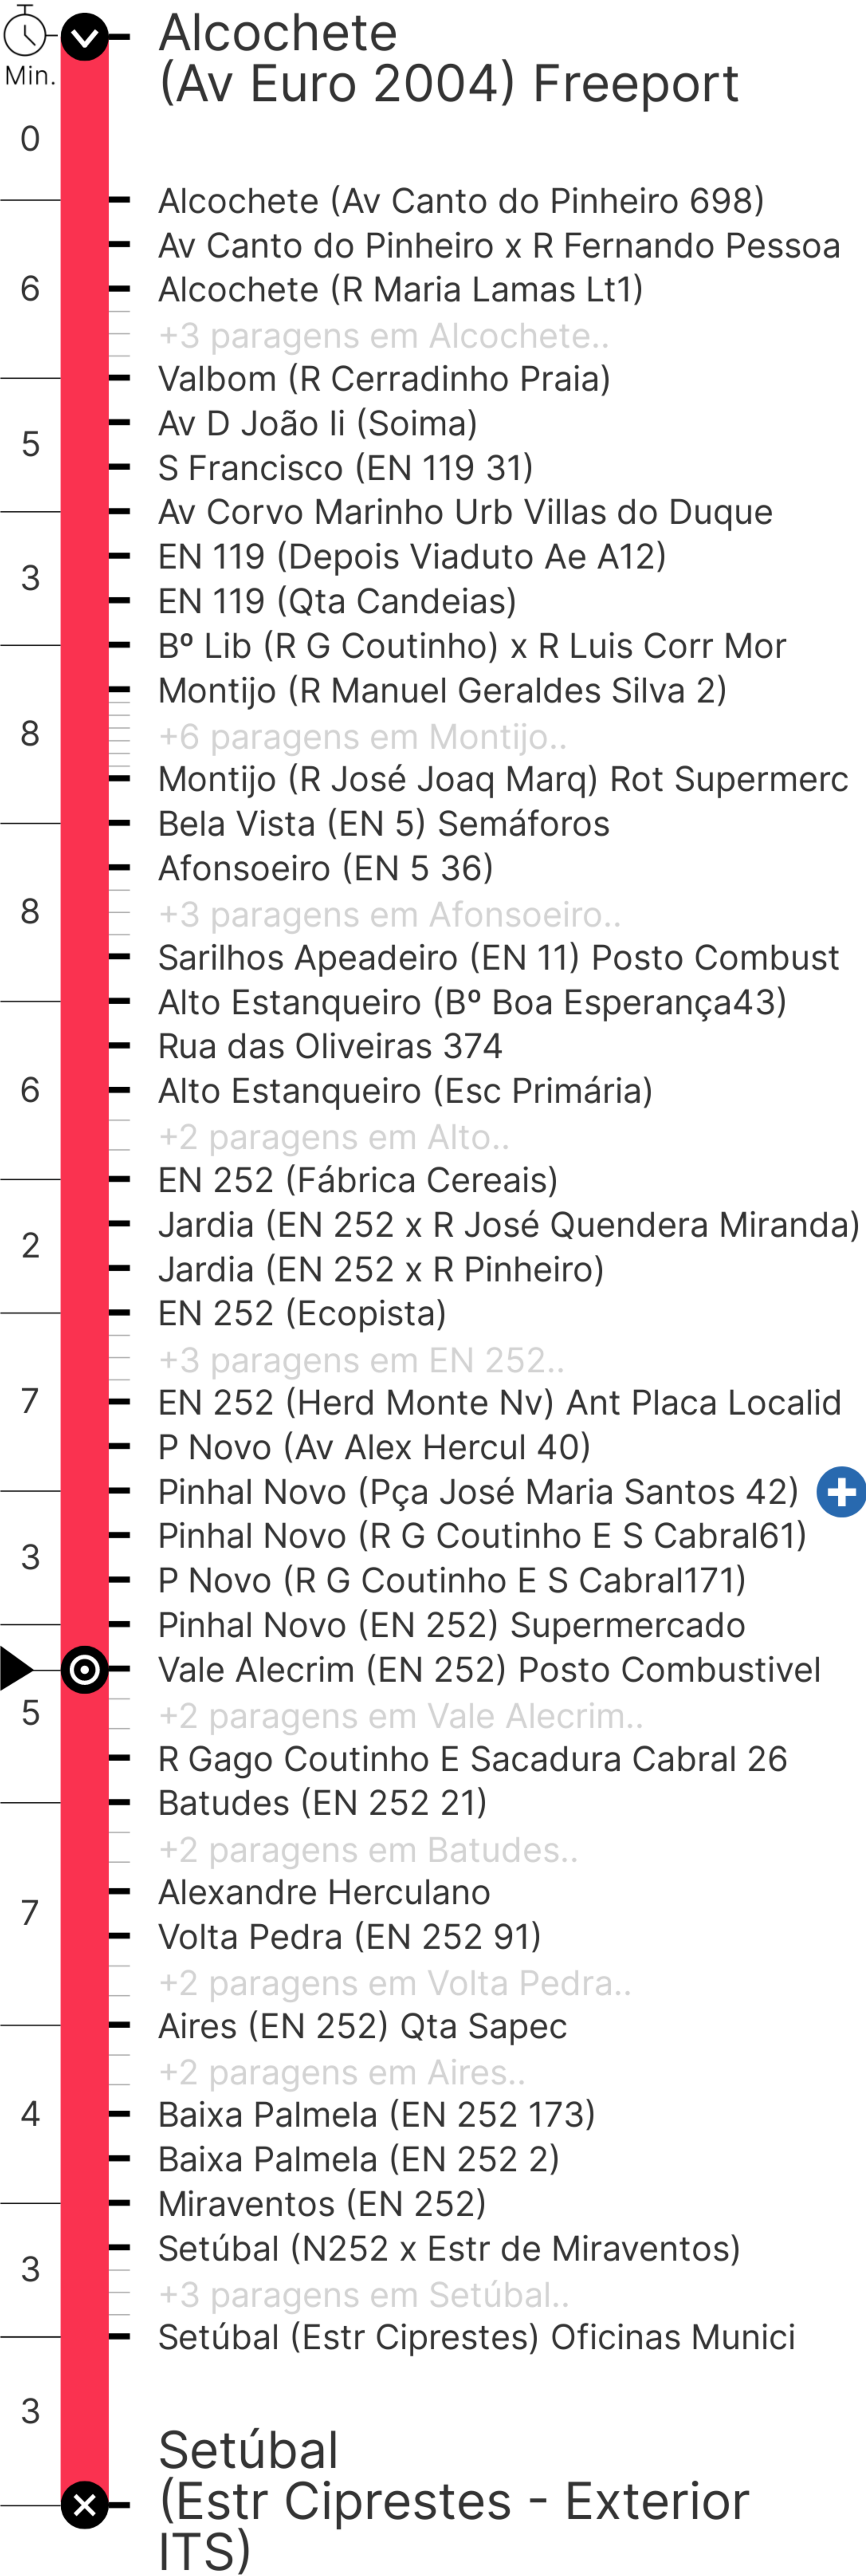 Alcochete
(Av Euro 2004) Freeport
Min.
0
Alcochete (Av Canto do Pinheiro 698)
Av Canto do Pinheiro x R Fernando Pessoa
6
Alcochete (R Maria Lamas Lt1)
+3 paragens em Alcochete..
Valbom (R Cerradinho Praia)
Av D João Ii (Soima)
5
S Francisco (EN 119 31)
Av Corvo Marinho Urb Villas do Duque
EN 119 (Depois Viaduto Ae A12)
3
EN 119 (Qta Candeias)
Bº Lib (R G Coutinho) x R Luis Corr Mor
Montijo (R Manuel Geraldes Silva 2)
8
+6 paragens em Montijo..
Montijo (R José Joaq Marq) Rot Supermerc
Bela Vista (EN 5) Semáforos
Afonsoeiro (EN 5 36)
8
+3 paragens em Afonsoeiro..
Sarilhos Apeadeiro (EN 11) Posto Combust
Alto Estanqueiro (Bº Boa Esperança43)
Rua das Oliveiras 374
6
Alto Estanqueiro (Esc Primária)
+2 paragens em Alto..
EN 252 (Fábrica Cereais)
Jardia (EN 252 x R José Quendera Miranda)
2
Jardia (EN 252 x R Pinheiro)
EN 252 (Ecopista)
+3 paragens em EN 252..
7
EN 252 (Herd Monte Nv) Ant Placa Localid
P Novo (Av Alex Hercul 40)
Pinhal Novo (Pça José Maria Santos 42)
Pinhal Novo (R G Coutinho E S Cabral61)
3
P Novo (R G Coutinho E S Cabral171)
Pinhal Novo (EN 252) Supermercado
Vale Alecrim (EN 252) Posto Combustivel
5
+2 paragens em Vale Alecrim..
R Gago Coutinho E Sacadura Cabral 26
Batudes (EN 252 21)
+2 paragens em Batudes..
Alexandre Herculano
7
Volta Pedra (EN 252 91)
+2 paragens em Volta Pedra..
Aires (EN 252) Qta Sapec
+2 paragens em Aires..
4
Baixa Palmela (EN 252 173)
Baixa Palmela (EN 252 2)
Miraventos (EN 252)
Setúbal (N252 x Estr de Miraventos)
3
+3 paragens em Setúbal..
Setúbal (Estr Ciprestes) Oficinas Munici
3
Setúbal
(Estr Ciprestes - Exterior
ITS)